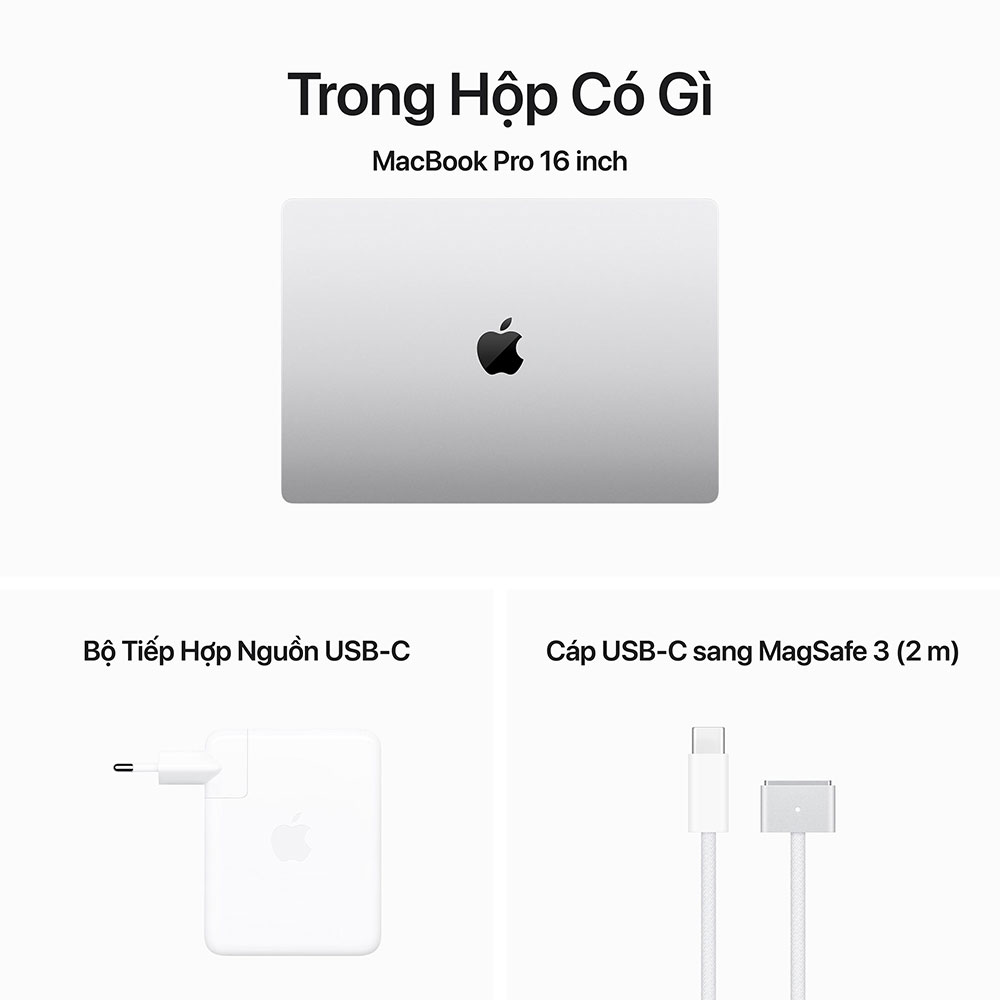 Trong Hộp Có Gì
MacBook Pro 16 inch
Bộ Tiếp Hợp Nguồn USB-C
Cáp USB-C sang MagSafe 3 (2 m)